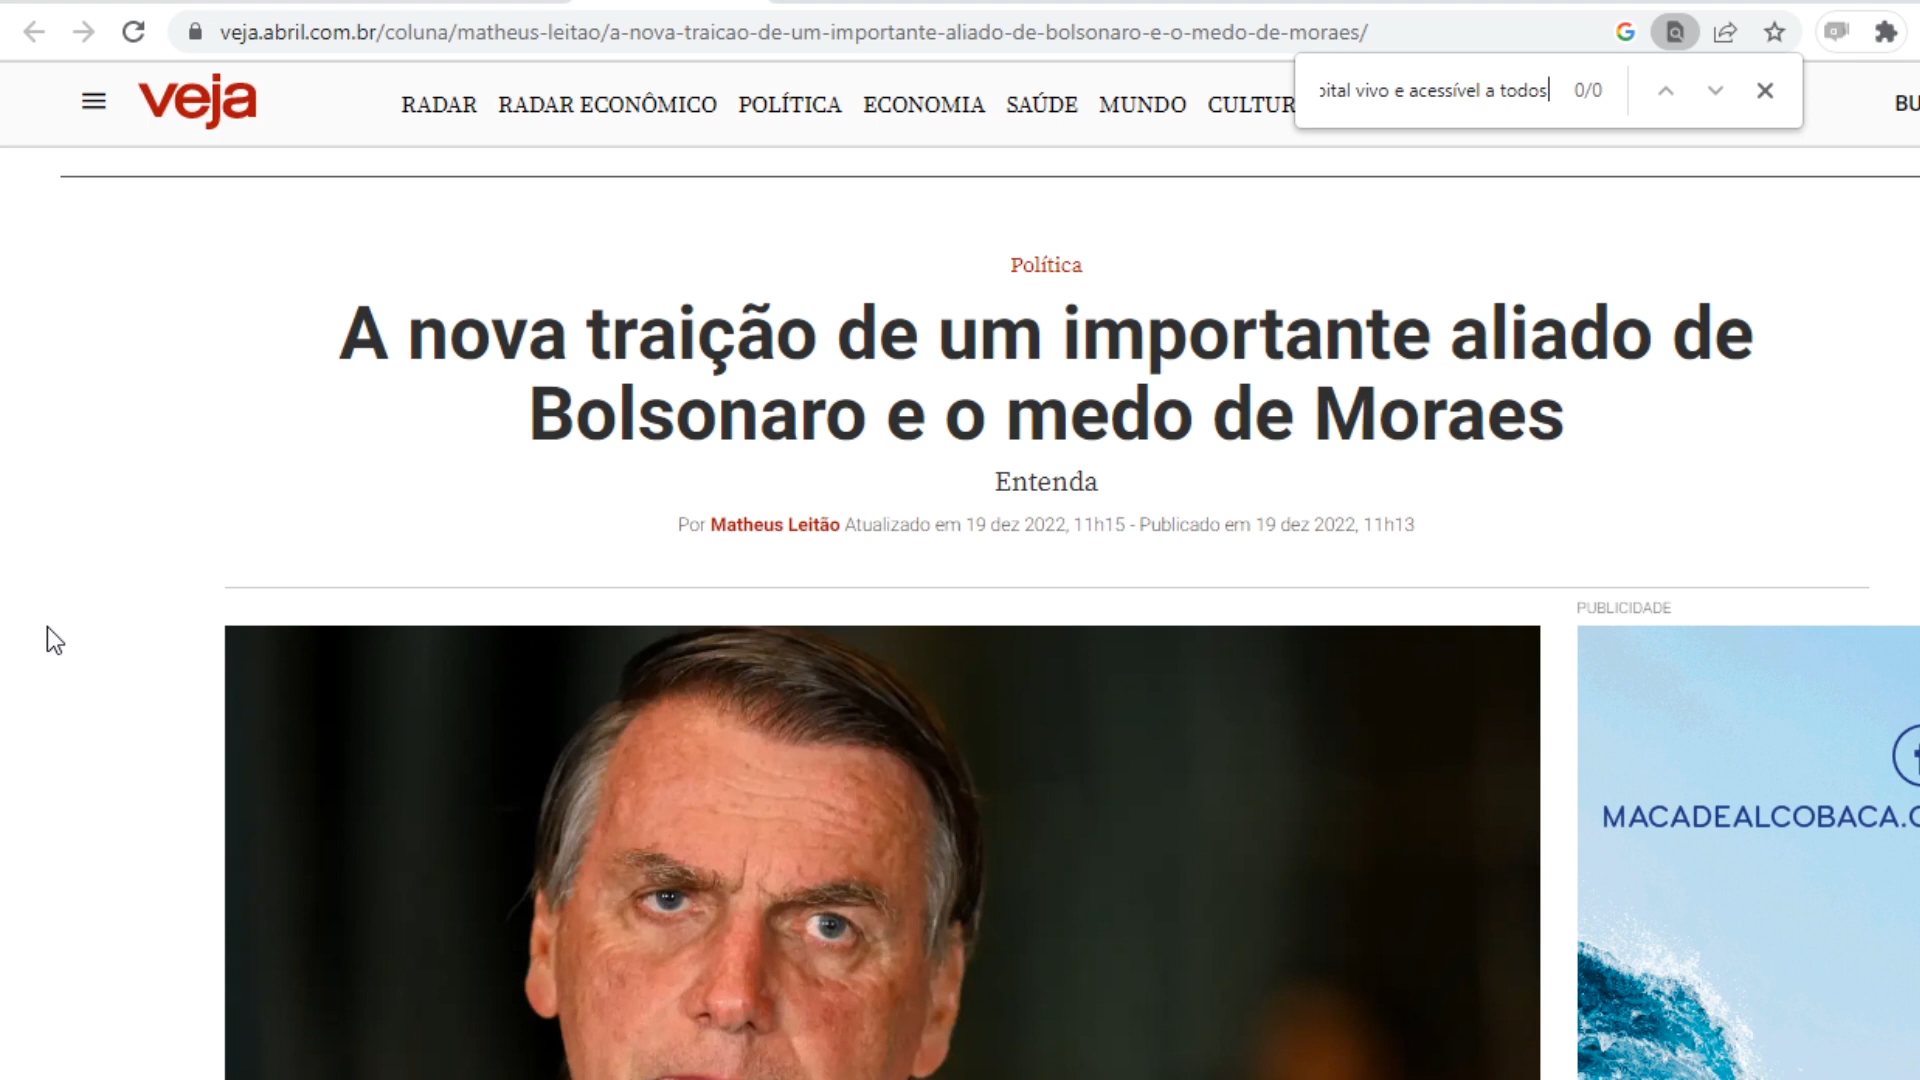 veja.abril.com.br/coluna/matheus-leitao/a-nova-traicao-de-um-importante-aliado-de-bolsonaro-e-o-medo-de-moraes/
vivo e acessível a todos 0/0
veja
RADAR RADAR ECONÔMICO POLÍTICA ECONOMIA SAÚDE MUNDO CULTUR
BU
Política
A nova traição de um importante aliado de
Bolsonaro e o medo de Moraes
Entenda
Por Matheus Leitão Atualizado em 19 dez 2022, 11h15 - Publicado em 19 dez 2022, 11h13
PUBLICIDADE
MACADEALCOBACA.C